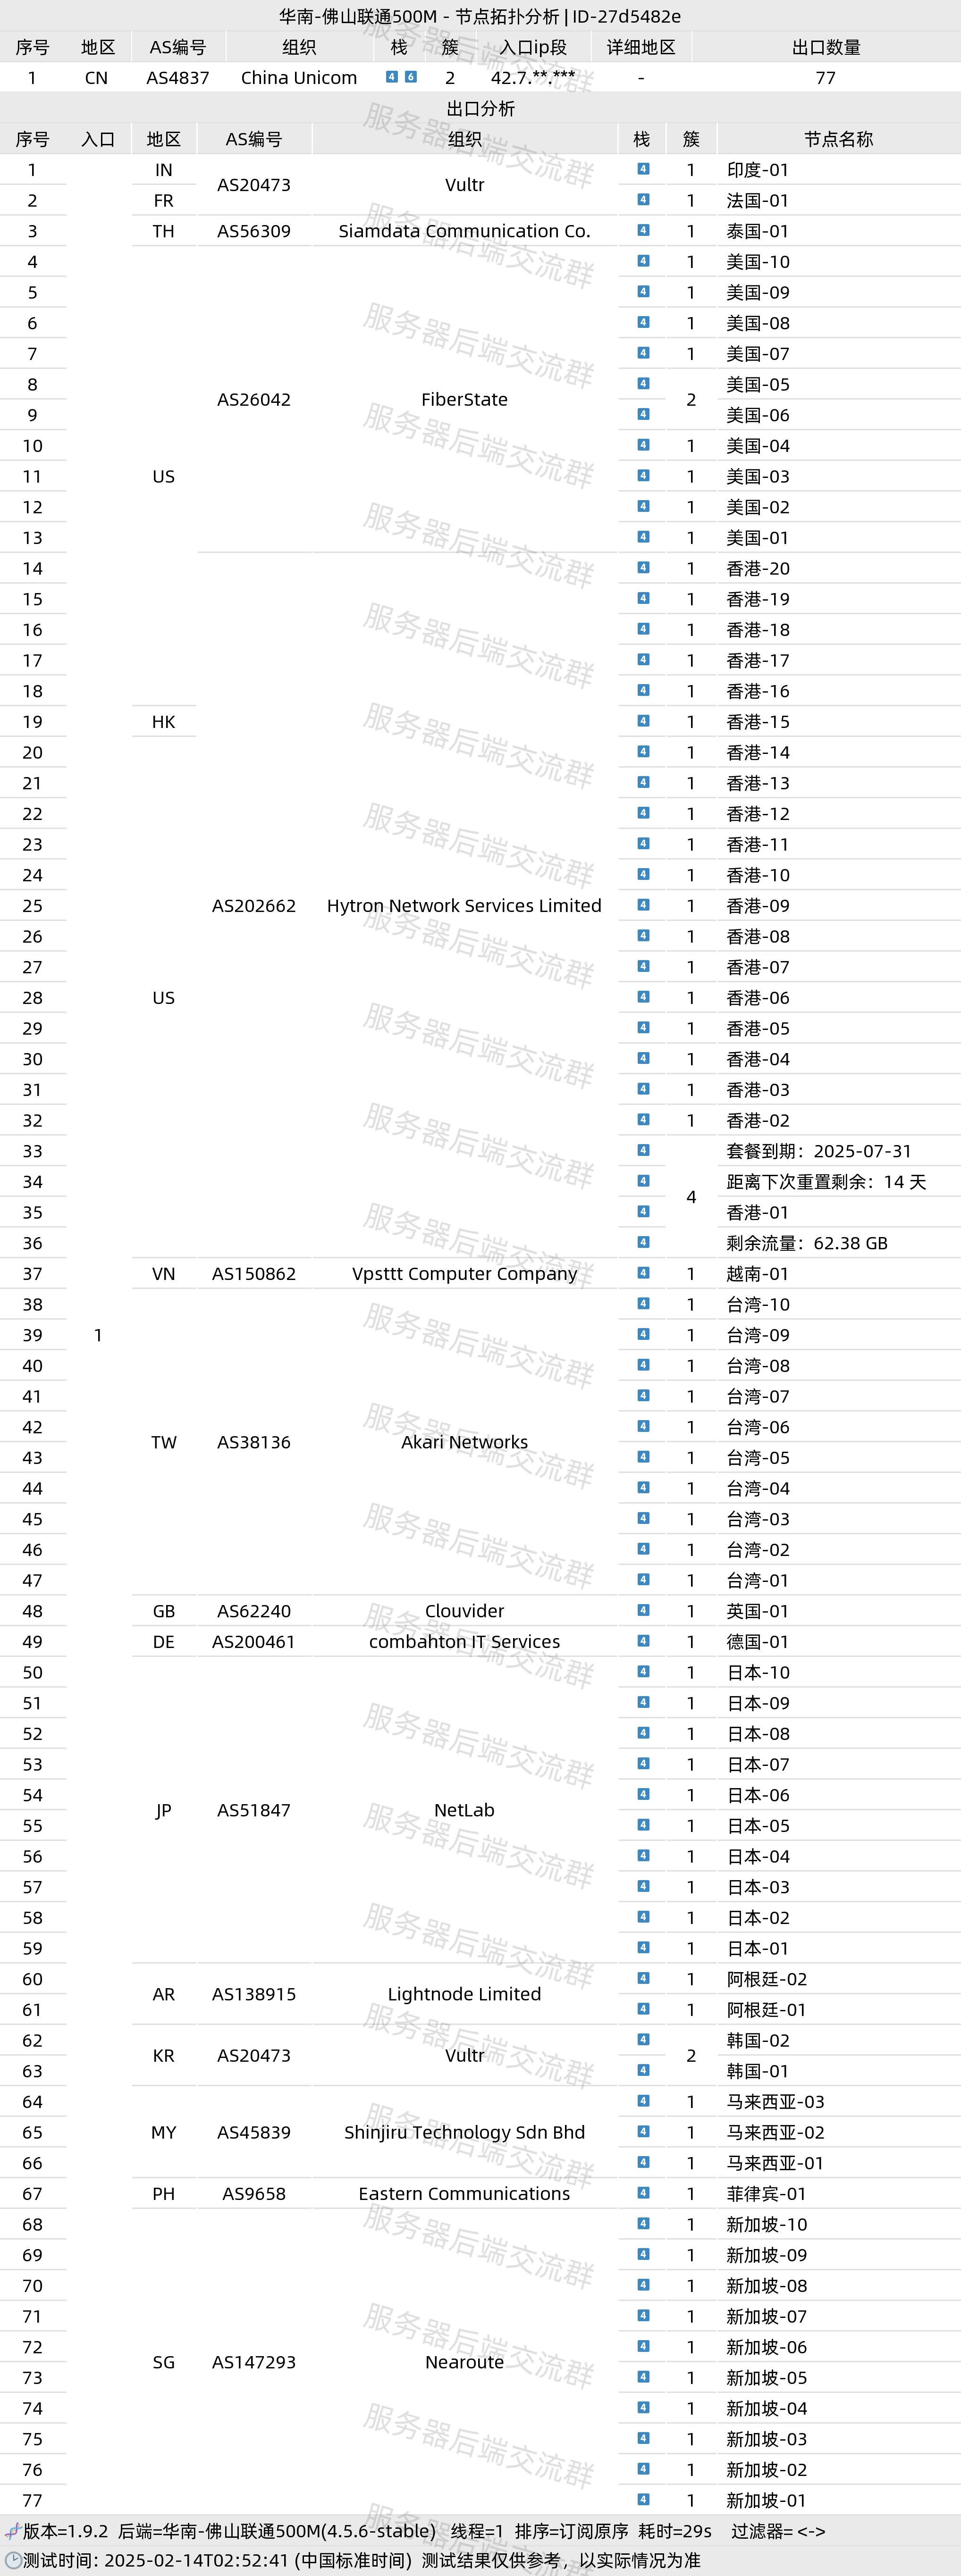 华南-佛山联通500M - 节点拓扑分析 | ID-27d5482e
序号 地区 AS编号 组织 栈 簇 入口ip段 详细地区 出口数量
1 CN AS4837 China Unicom 4 6 2 42.7.**.*** - 77
出口分析
序号 入口 地区 AS编号 组织 栈 簇 节点名称
1 IN AS20473 Vultr 4 1 印度-01
2 FR 4 1 法国-01
3 TH AS56309 Siamdata Communication Co. 4 1 泰国-01
4 4 1 美国-10
5 4 1 美国-09
6 4 1 美国-08
7 4 1 美国-07
8 AS26042 FiberState 4 2 美国-05
9 4 美国-06
10 4 1 美国-04
11 US 4 1 美国-03
12 4 1 美国-02
13 4 1 美国-01
14 4 1 香港-20
15 4 1 香港-19
16 4 1 香港-18
17 4 1 香港-17
18 4 1 香港-16
19 HK 4 1 香港-15
20 4 1 香港-14
21 4 1 香港-13
22 4 1 香港-12
23 4 1 香港-11
24 4 1 香港-10
25 AS202662 Hytron Network Services Limited 4 1 香港-09
26 4 1 香港-08
27 4 1 香港-07
28 US 4 1 香港-06
29 4 1 香港-05
30 4 1 香港-04
31 4 1 香港-03
32 4 1 香港-02
33 4 套餐到期：2025-07-31
34 4 4 距离下次重置剩余：14 天
35 4 香港-01
36 4 剩余流量：62.38 GB
37 VN AS150862 Vpsttt Computer Company 4 1 越南-01
38 4 1 台湾-10
39 1 4 1 台湾-09
40 4 1 台湾-08
41 4 1 台湾-07
42 TW AS38136 Akari Networks 4 1 台湾-06
43 4 1 台湾-05
44 4 1 台湾-04
45 4 1 台湾-03
46 4 1 台湾-02
47 4 1 台湾-01
48 GB AS62240 Clouvider 4 1 英国-01
49 DE AS200461 combahton IT Services 4 1 德国-01
50 4 1 日本-10
51 4 1 日本-09
52 4 1 日本-08
53 4 1 日本-07
54 JP AS51847 NetLab 4 1 日本-06
55 4 1 日本-05
56 4 1 日本-04
57 4 1 日本-03
58 4 1 日本-02
59 4 1 日本-01
60 AR AS138915 Lightnode Limited 4 1 阿根廷-02
61 4 1 阿根廷-01
62 KR AS20473 Vultr 4 2 韩国-02
63 4 韩国-01
64 4 1 马来西亚-03
65 MY AS45839 Shinjiru Technology Sdn Bhd 4 1 马来西亚-02
66 4 1 马来西亚-01
67 PH AS9658 Eastern Communications 4 1 菲律宾-01
68 4 1 新加坡-10
69 4 1 新加坡-09
70 4 1 新加坡-08
71 4 1 新加坡-07
72 SG AS147293 Nearoute 4 1 新加坡-06
73 4 1 新加坡-05
74 4 1 新加坡-04
75 4 1 新加坡-03
76 4 1 新加坡-02
77 4 1 新加坡-01
版本=1.9.2 后端=华南-佛山联通500M(4.5.6-stable) 线程=1 排序=订阅原序 耗时=29s 过滤器= <->
测试时间: 2025-02-14T02:52:41 (中国标准时间) 测试结果仅供参考，以实际情况为准
服务器后端交流群